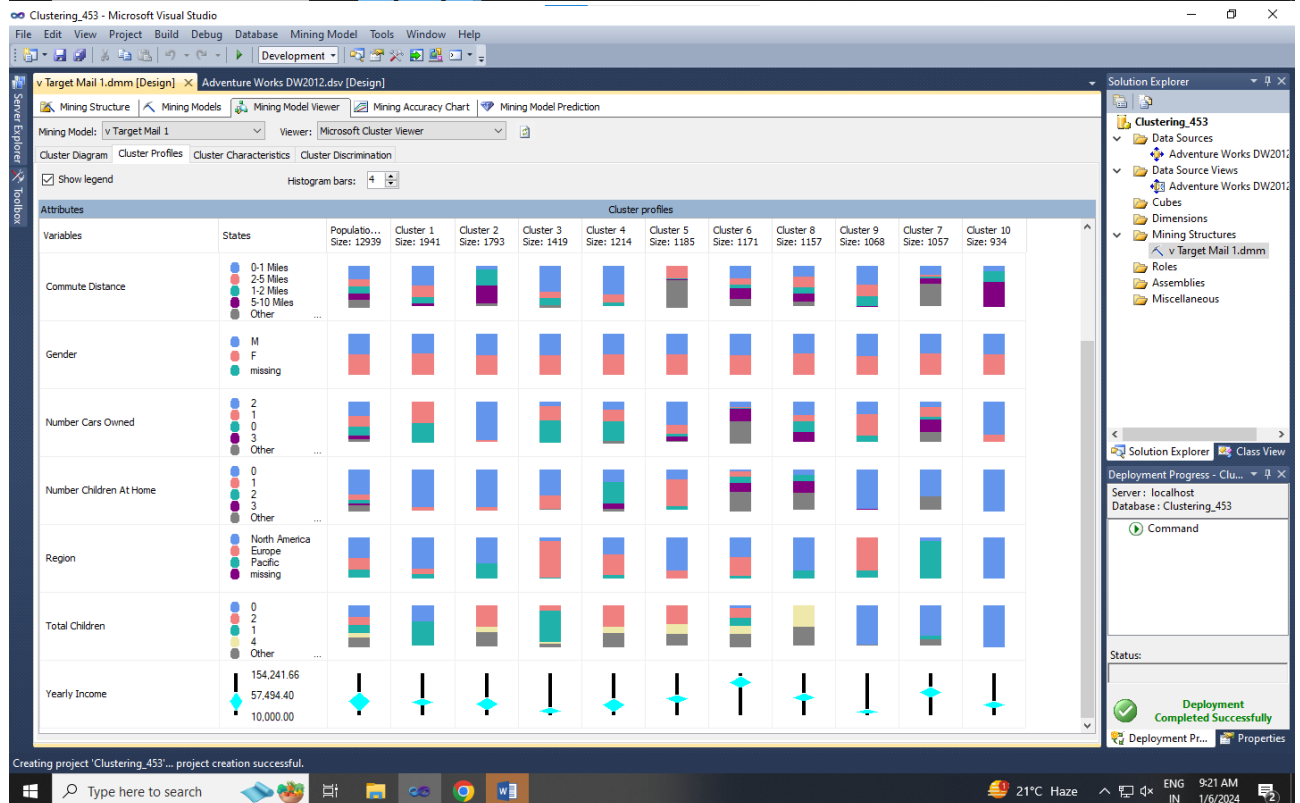 Clustering_453 - Microsoft Visual Studio
File Edit View Project Build Debug Database Mining Model Tools Window Help
Development
v Target Mail 1.dmm [Design] Adventure Works DW2012.dsv [Design]
Mining Structure Mining Models Mining Model Viewer Mining Accuracy Chart Mining Model Prediction
Mining Model: v Target Mail 1 Viewer: Microsoft Cluster Viewer
Cluster Diagram Cluster Profiles Cluster Characteristics Cluster Discrimination
Show legend Histogram bars: 4
Attributes Cluster profiles
Variables States Populatio... Cluster 1 Cluster 2 Cluster 3 Cluster 4 Cluster 5 Cluster 6 Cluster 8 Cluster 9 Cluster 7 Cluster 10
Size: 12939 Size: 1941 Size: 1793 Size: 1419 Size: 1214 Size: 1185 Size: 1171 Size: 1157 Size: 1068 Size: 1057 Size: 934
Commute Distance
0-1 Miles
2-5 Miles
1-2 Miles
5-10 Miles
Other ...
Gender
M
F
missing
Number Cars Owned
2
1
0
3
Other ...
Number Children At Home
0
1
2
3
Other ...
Region
North America
Europe
Pacific
missing
Total Children
0
2
1
4
Other ...
Yearly Income
154,241.66
57,494.40
10,000.00
Server Explorer
Toolbox
Solution Explorer
Clustering_453
Data Sources
Adventure Works DW2012
Data Source Views
Adventure Works DW2012
Cubes
Dimensions
Mining Structures
v Target Mail 1.dmm
Roles
Assemblies
Miscellaneous
Solution Explorer Class View
Deployment Progress - Clu...
Server : localhost
Database : Clustering_453
Command
Status:
Deployment
Completed Successfully
Deployment Pr... Properties
Creating project 'Clustering_453'... project creation successful.
Type here to search
1
21°C Haze
ENG
IN
9:21 AM
1/6/2024
2